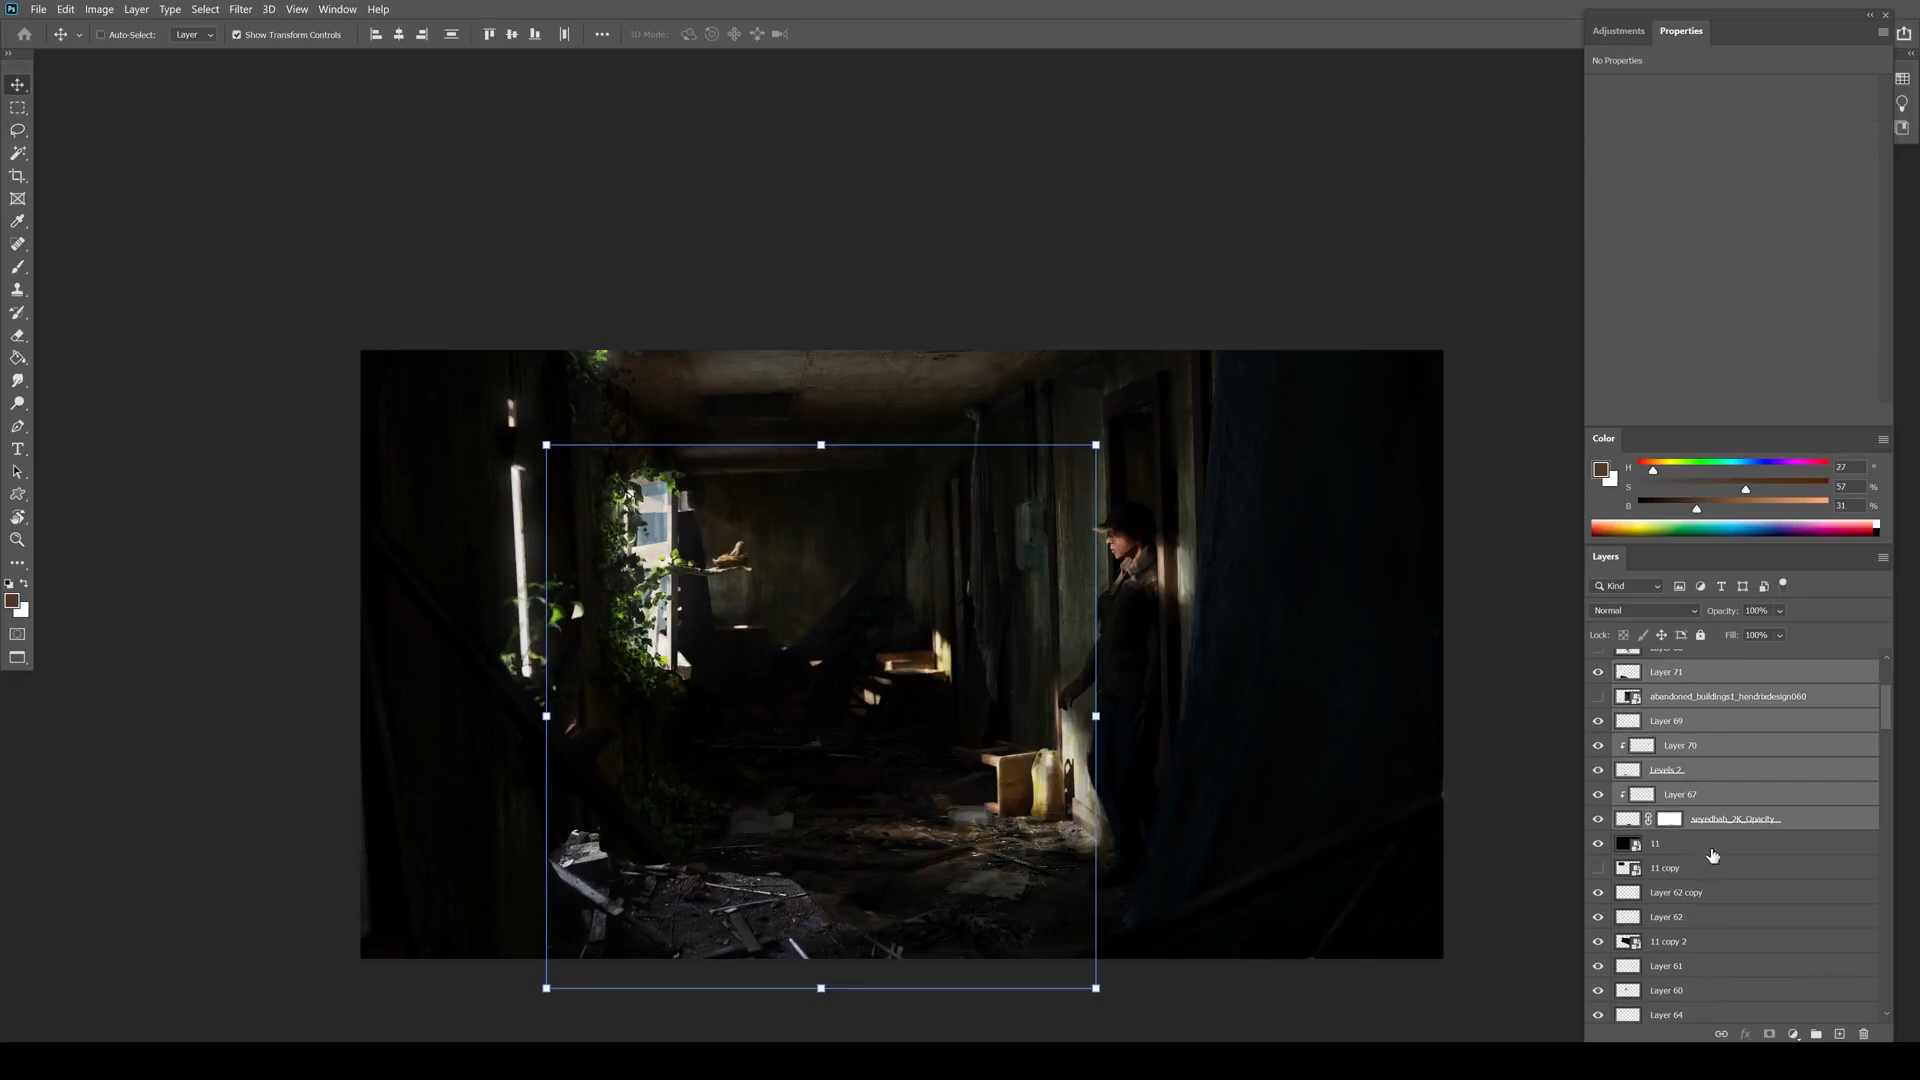 Ps File Edit Image Layer Type Select Filter 3D View Window Help
Auto-Select: Layer Show Transform Controls 3D Mode:
Adjustments Properties
No Properties
Color
H 27 °
S 57 %
B 31 %
Layers
Kind
Normal Opacity: 100%
Lock: Fill: 100%
Layer 71
abandoned_buildings1_hendrixdesign060
Layer 69
Layer 70
Levels 2
Layer 67
seyedbah_2K_Opacity
11
11 copy
Layer 62 copy
Layer 62
11 copy 2
Layer 61
Layer 60
Layer 64